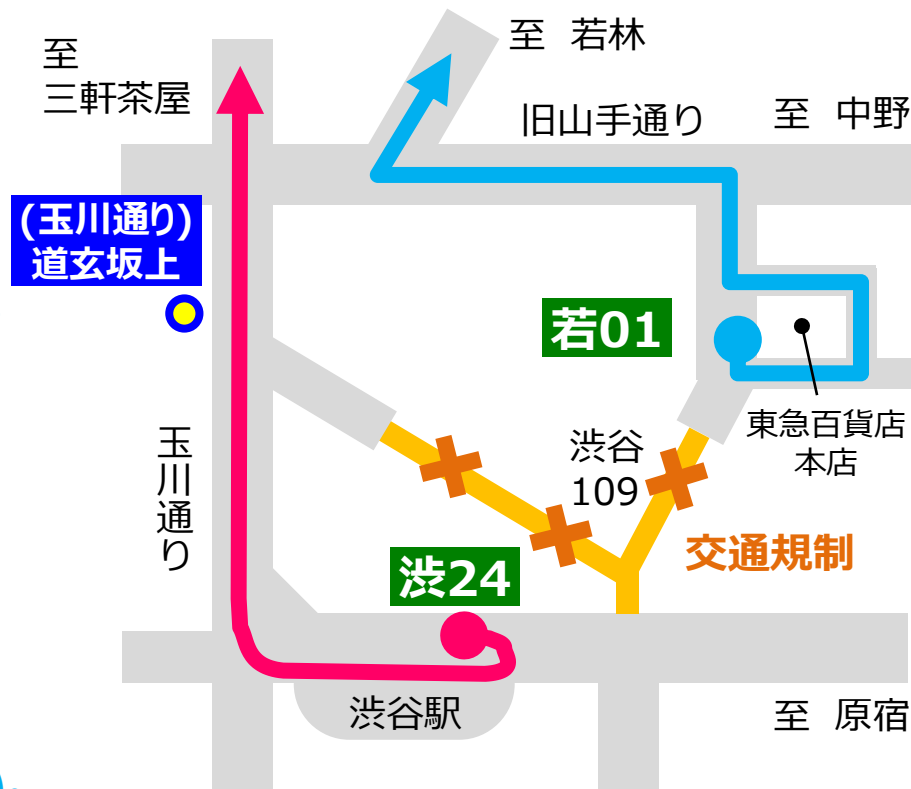 至
三軒茶屋
至 若林
旧山手通り
至 中野
(玉川通り)
道玄坂上
若01
東急百貨店
本店
渋谷
109
玉川通り
交通規制
渋24
渋谷駅
至 原宿